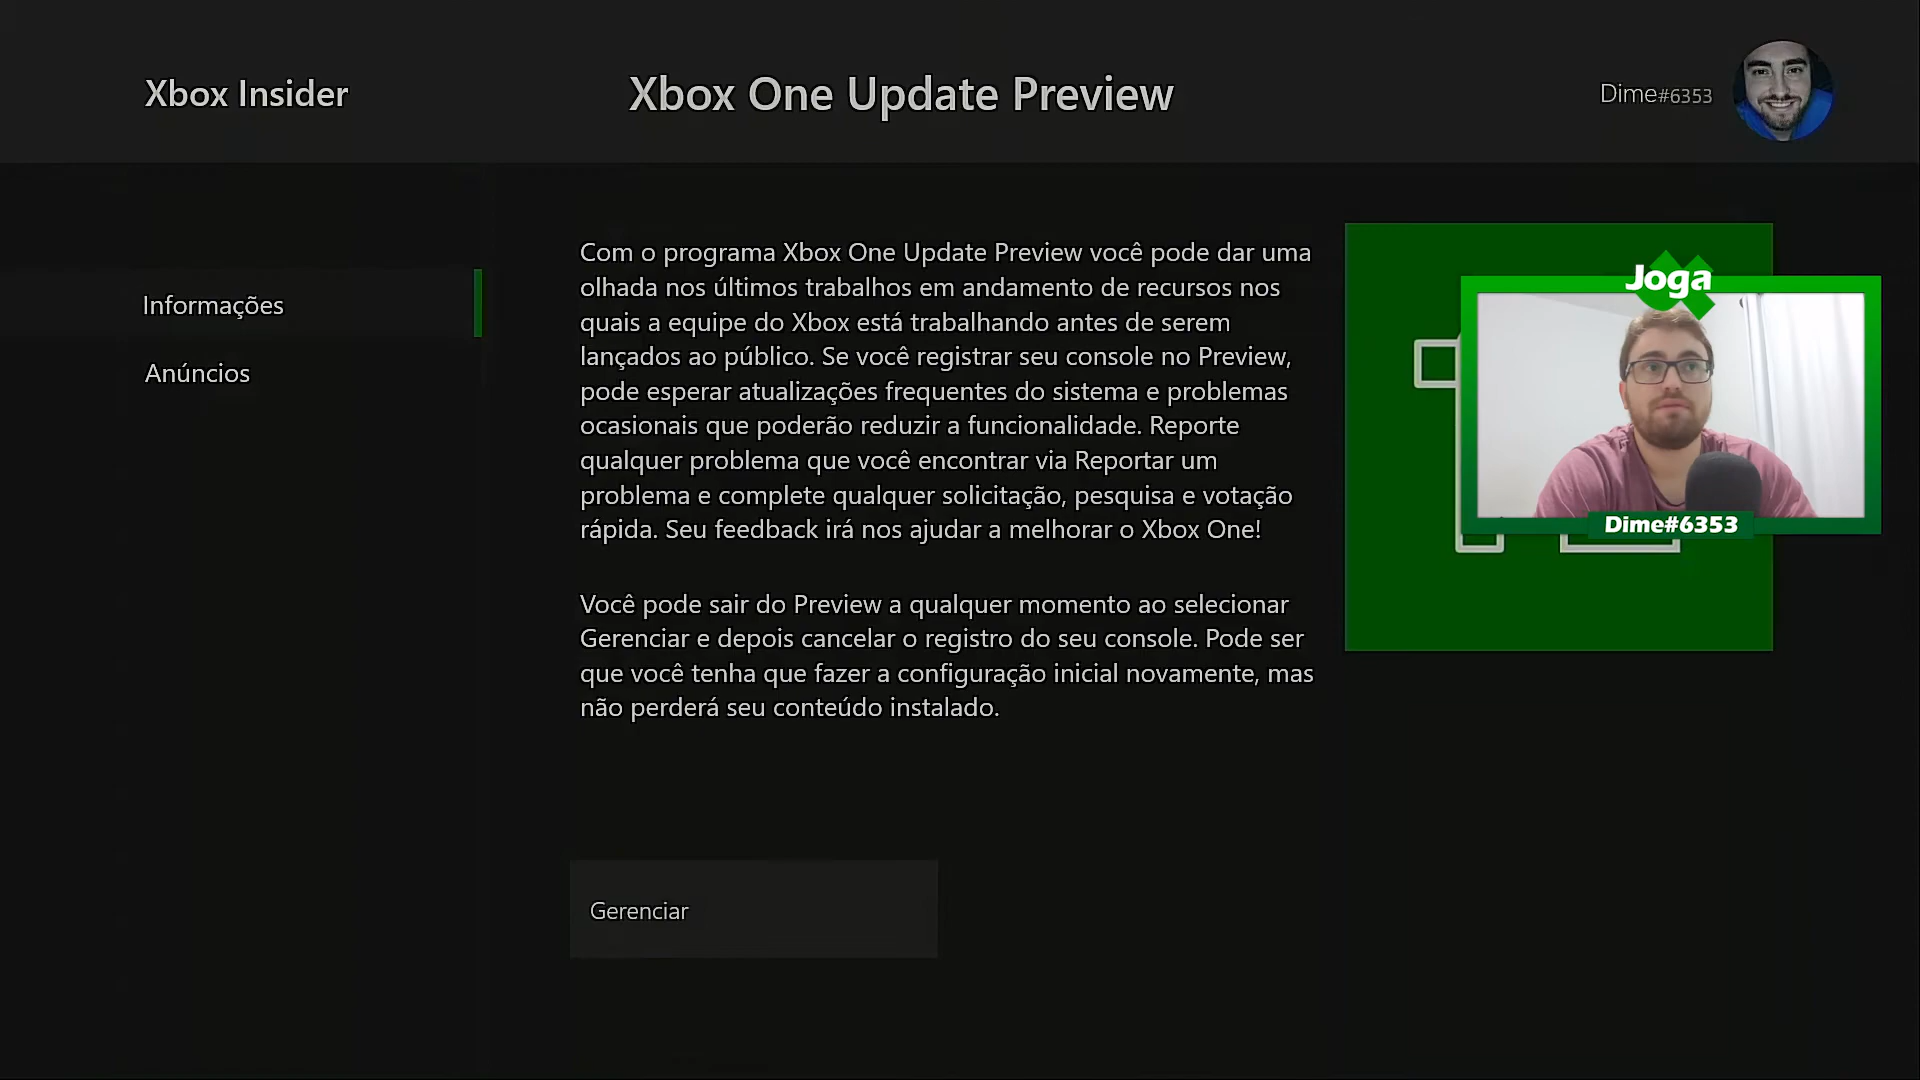 Xbox Insider
Xbox One Update Preview
Dime#6353
Informações
Anúncios
Com o programa Xbox One Update Preview você pode dar uma
olhada nos últimos trabalhos em andamento de recursos nos
quais a equipe do Xbox está trabalhando antes de serem
lançados ao público. Se você registrar seu console no Preview,
pode esperar atualizações frequentes do sistema e problemas
ocasionais que poderão reduzir a funcionalidade. Reporte
qualquer problema que você encontrar via Reportar um
problema e complete qualquer solicitação, pesquisa e votação
rápida. Seu feedback irá nos ajudar a melhorar o Xbox One!
Você pode sair do Preview a qualquer momento ao selecionar
Gerenciar e depois cancelar o registro do seu console. Pode ser
que você tenha que fazer a configuração inicial novamente, mas
não perderá seu conteúdo instalado.
Gerenciar
Joga
Dime#6353